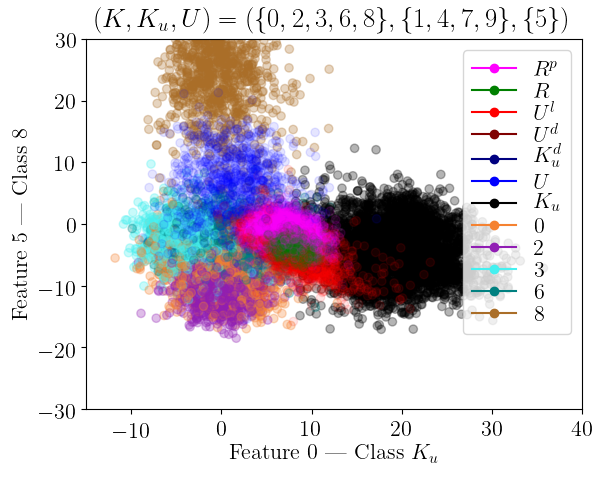 (K, K_u, U) = ({0, 2, 3, 6, 8}, {1, 4, 7, 9}, {5})
30
20
10
0
−10
−20
−30
Feature 5 — Class 8
R^p
R
U^l
U^d
K_u^d
U
K_u
0
2
3
6
8
−10
0
10
20
30
40
Feature 0 — Class K_u